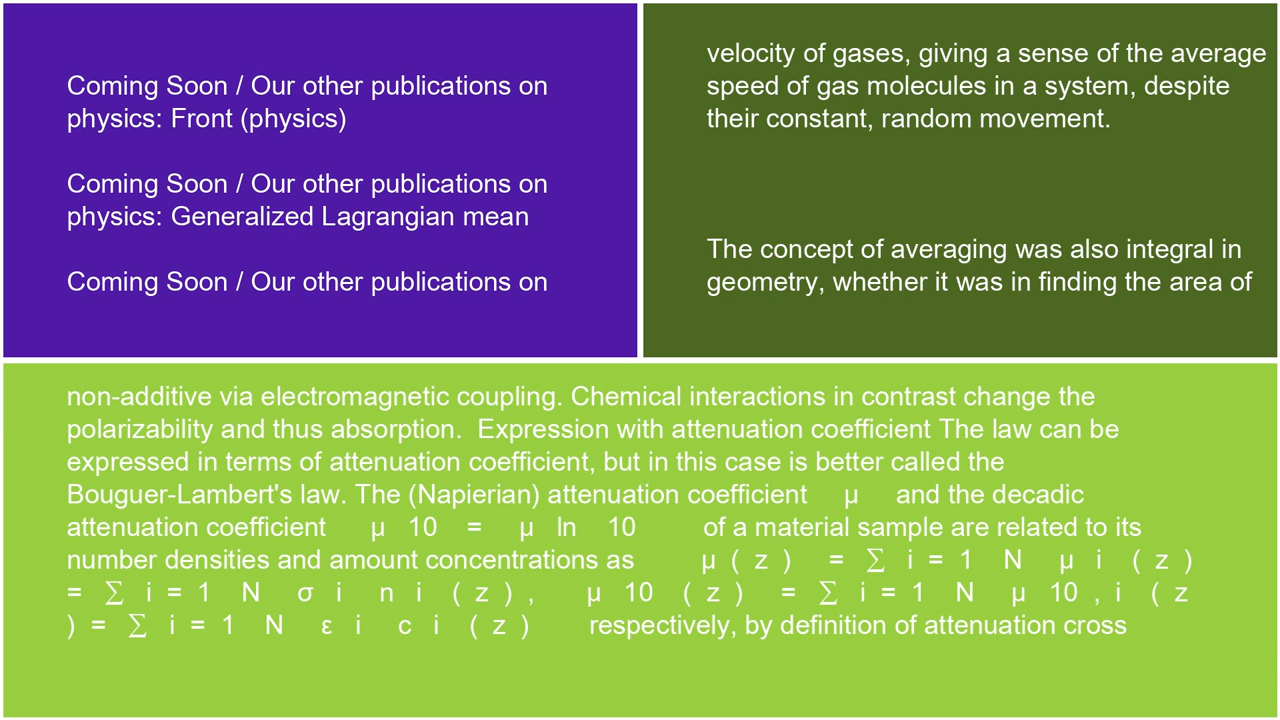 Coming Soon / Our other publications on
physics: Front (physics)
Coming Soon / Our other publications on
physics: Generalized Lagrangian mean
Coming Soon / Our other publications on
velocity of gases, giving a sense of the average
speed of gas molecules in a system, despite
their constant, random movement.
The concept of averaging was also integral in
geometry, whether it was in finding the area of
non-additive via electromagnetic coupling. Chemical interactions in contrast change the
polarizability and thus absorption. Expression with attenuation coefficient The law can be
expressed in terms of attenuation coefficient, but in this case is better called the
Bouguer-Lambert's law. The (Napierian) attenuation coefficient μ and the decadic
attenuation coefficient μ 10 = μ ln 10 of a material sample are related to its
number densities and amount concentrations as μ ( z ) = ∑ i = 1 N μ i ( z )
= ∑ i = 1 N σ i n i ( z ) , μ 10 ( z ) = ∑ i = 1 N μ 10 , i ( z
) = ∑ i = 1 N ε i c i ( z ) respectively, by definition of attenuation cross